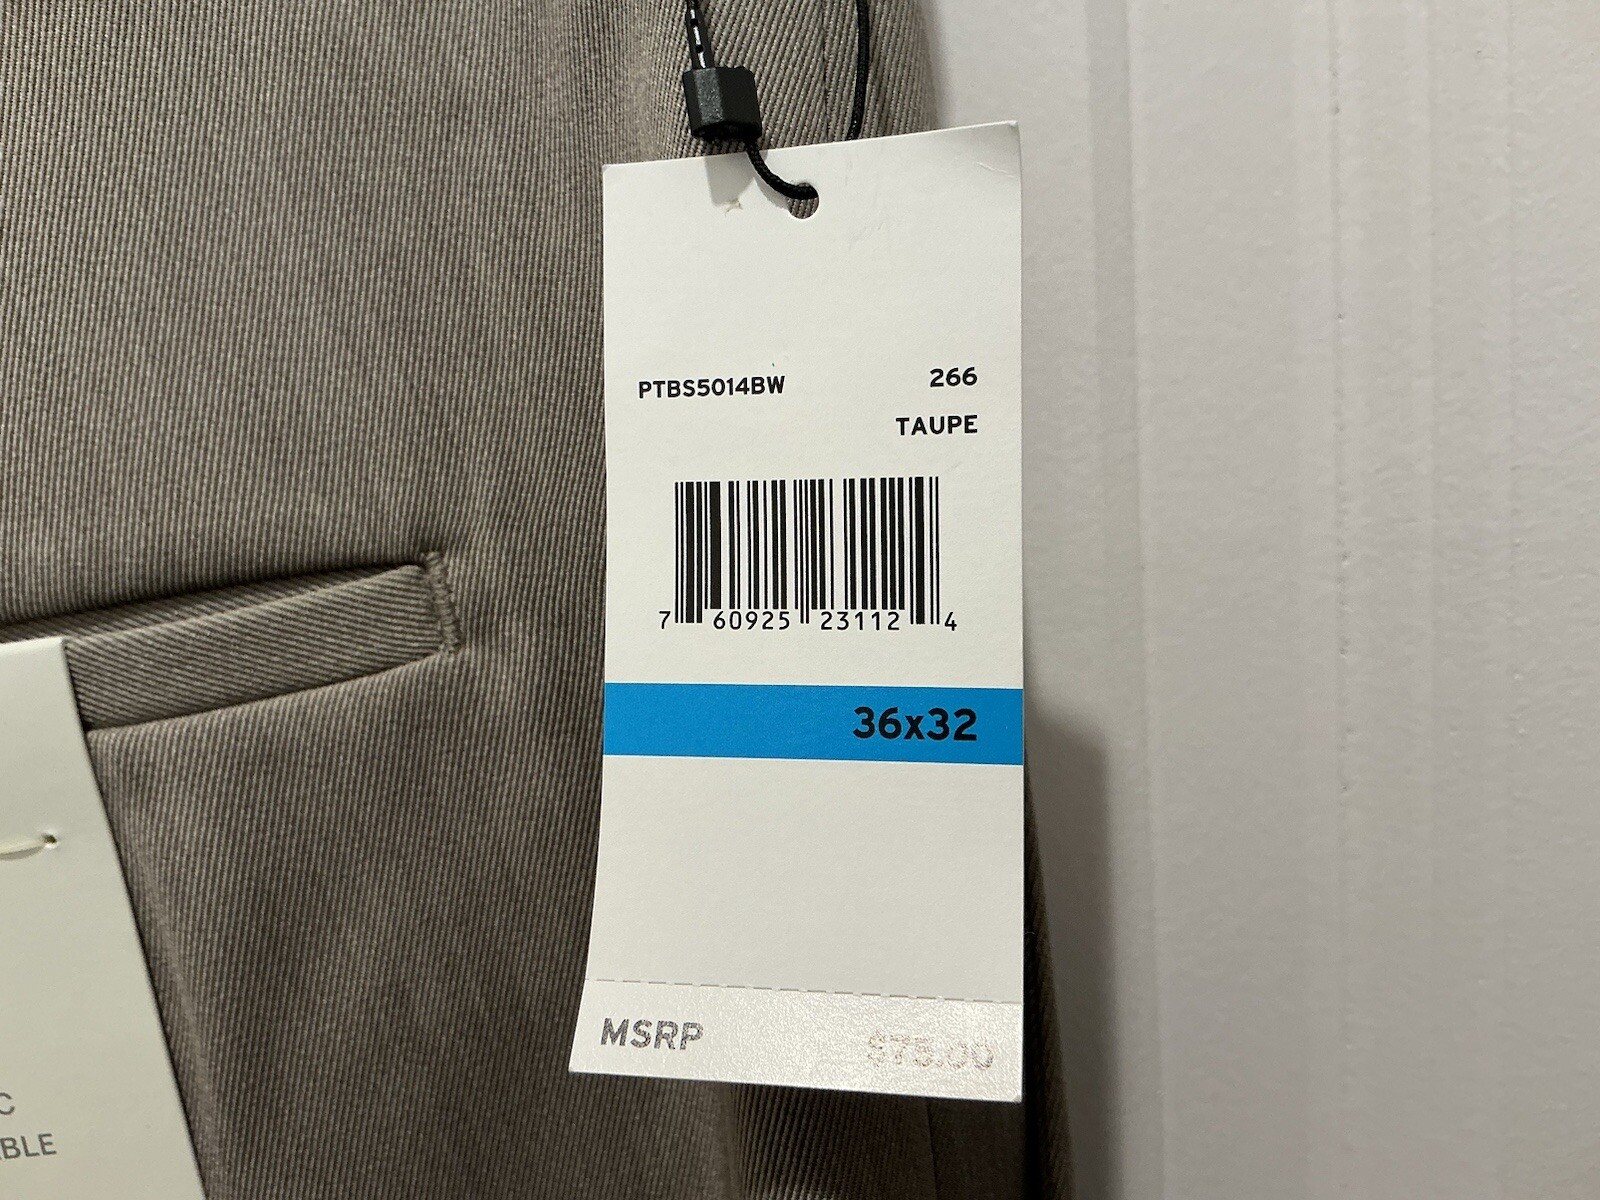 PTBS5014BW 266
TAUPE
7 60925 23112 4
36x32
MSRP $75.00
C
BLE